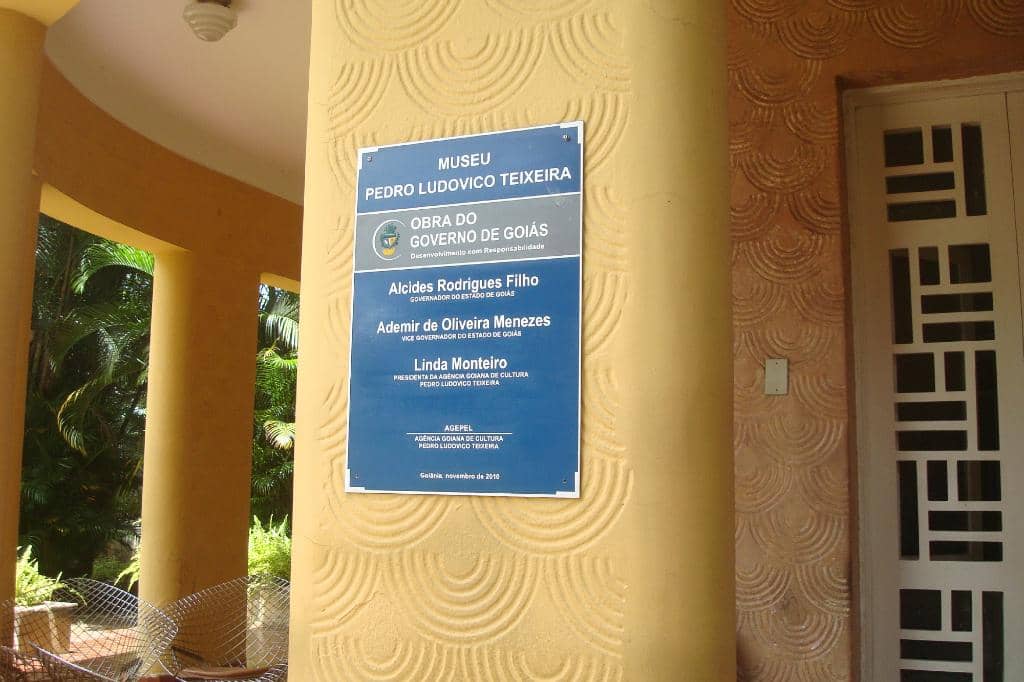 MUSEU
PEDRO LUDOVICO TEIXEIRA
OBRA DO
GOVERNO DE GOIÁS
Desenvolvimento com Responsabilidade
Alcides Rodrigues Filho
GOVERNADOR DO ESTADO DE GOIÁS
Ademir de Oliveira Menezes
VICE GOVERNADOR DO ESTADO DE GOIÁS
Linda Monteiro
PRESIDENTA DA AGÊNCIA GOIANA DE CULTURA
PEDRO LUDOVICO TEIXEIRA
AGEPEL
AGÊNCIA GOIANA DE CULTURA
PEDRO LUDOVICO TEIXEIRA
Goiânia, novembro de 2010